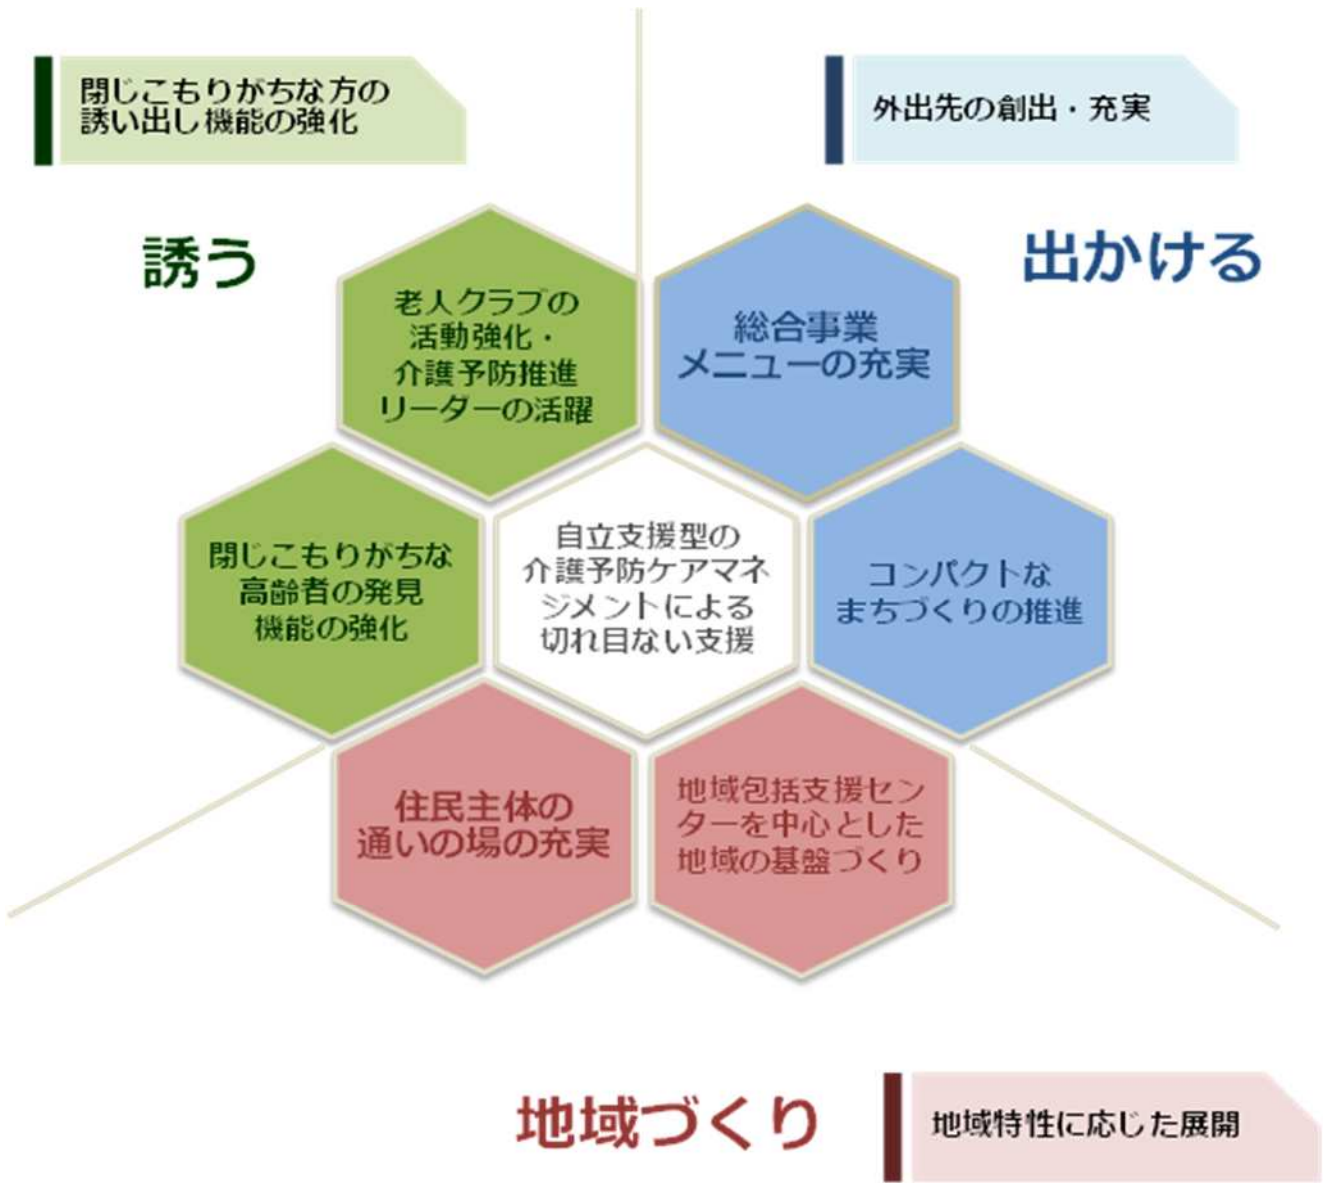 閉じこもりがちな方の
誘い出し機能の強化
外出先の創出・充実
誘う
出かける
老人クラブの
活動強化・
介護予防推進
リーダーの活躍
総合事業
メニューの充実
閉じこもりがちな
高齢者の発見
機能の強化
自立支援型の
介護予防ケアマネ
ジメントによる
切れ目ない支援
コンパクトな
まちづくりの推進
住民主体の
通いの場の充実
地域包括支援セン
ターを中心とした
地域の基盤づくり
地域づくり
地域特性に応じた展開